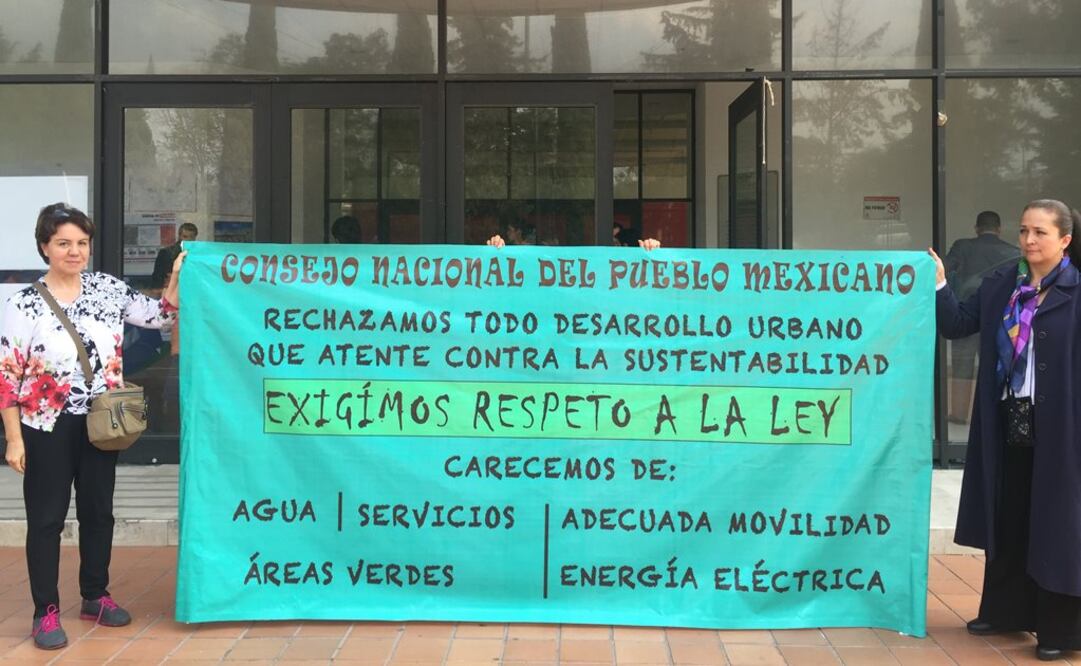 CONSEJO NACIONAL DEL PUEBLO MEXICANO
RECHAZAMOS TODO DESARROLLO URBANO
QUE ATENTE CONTRA LA SUSTENTABILIDAD
EXIGÍMOS RESPETO A LA LEY
CARECEMOS DE:
AGUA | SERVICIOS | ADECUADA MOVILIDAD
ÁREAS VERDES | ENERGÍA ELÉCTRICA